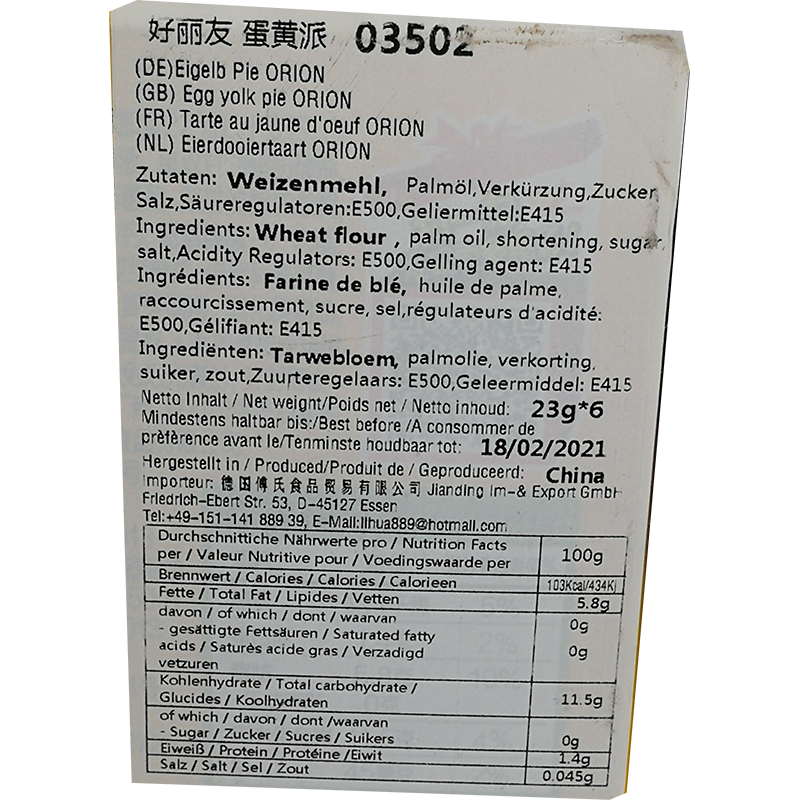 好丽友 蛋黄派 03502
(DE)Eigelb Pie ORION
(GB) Egg yolk pie ORION
(FR) Tarte au jaune d'oeuf ORION
(NL) Eierdooiertaart ORION
Zutaten: Weizenmehl, Palmöl,Verkürzung,Zucker
Salz,Säureregulatoren:E500,Geliermittel:E415
Ingredients: Wheat flour , palm oil, shortening, sugar,
salt,Acidity Regulators: E500,Gelling agent: E415
Ingrédients: Farine de blé, huile de palme,
raccourcissement, sucre, sel,régulateurs d'acidité:
E500,Gélifiant: E415
Ingrediënten: Tarwebloem, palmolie, verkorting,
suiker, zout,Zuurteregelaars: E500,Geleermiddel: E415
Netto Inhalt / Net weight/Poids net / Netto inhoud: 23g*6
Mindestens haltbar bis:/Best before /A consommer de
prèfèrence avant le/Tenminste houdbaar tot: 18/02/2021
Hergestellt in / Produced/Produit de / Geproduceerd: China
Importeur: 德国傅氏食品贸易有限公司 Jianding Im-& Export GmbH
Friedrich-Ebert Str. 53, D-45127 Essen
Tel:+49-151-141 889 39, E-Mail:llhua889@hotmail.com
Durchschnittiche Nährwerte pro / Nutrition Facts
per / Valeur Nutritive pour / Voedingswaarde per 100g
Brennwert / Calories / Calories / Calorieen 103Kcal/434Kj
Fette / Total Fat / Lipides / Vetten 5.8g
davon / of which / dont / waarvan 0g
- gesättigte Fettsäuren / Saturated fatty
acids / Saturès acide gras / Verzadigd 0g
vetzuren
Kohlenhydrate / Total carbohydrate /
Glucides / Koolhydraten 11.5g
of which / davon / dont /waarvan
- Sugar / Zucker / Sucres / Suikers 0g
Eiweiß / Protein / Protéine /Eiwit 1.4g
Salz / Salt / Sel / Zout 0.045g